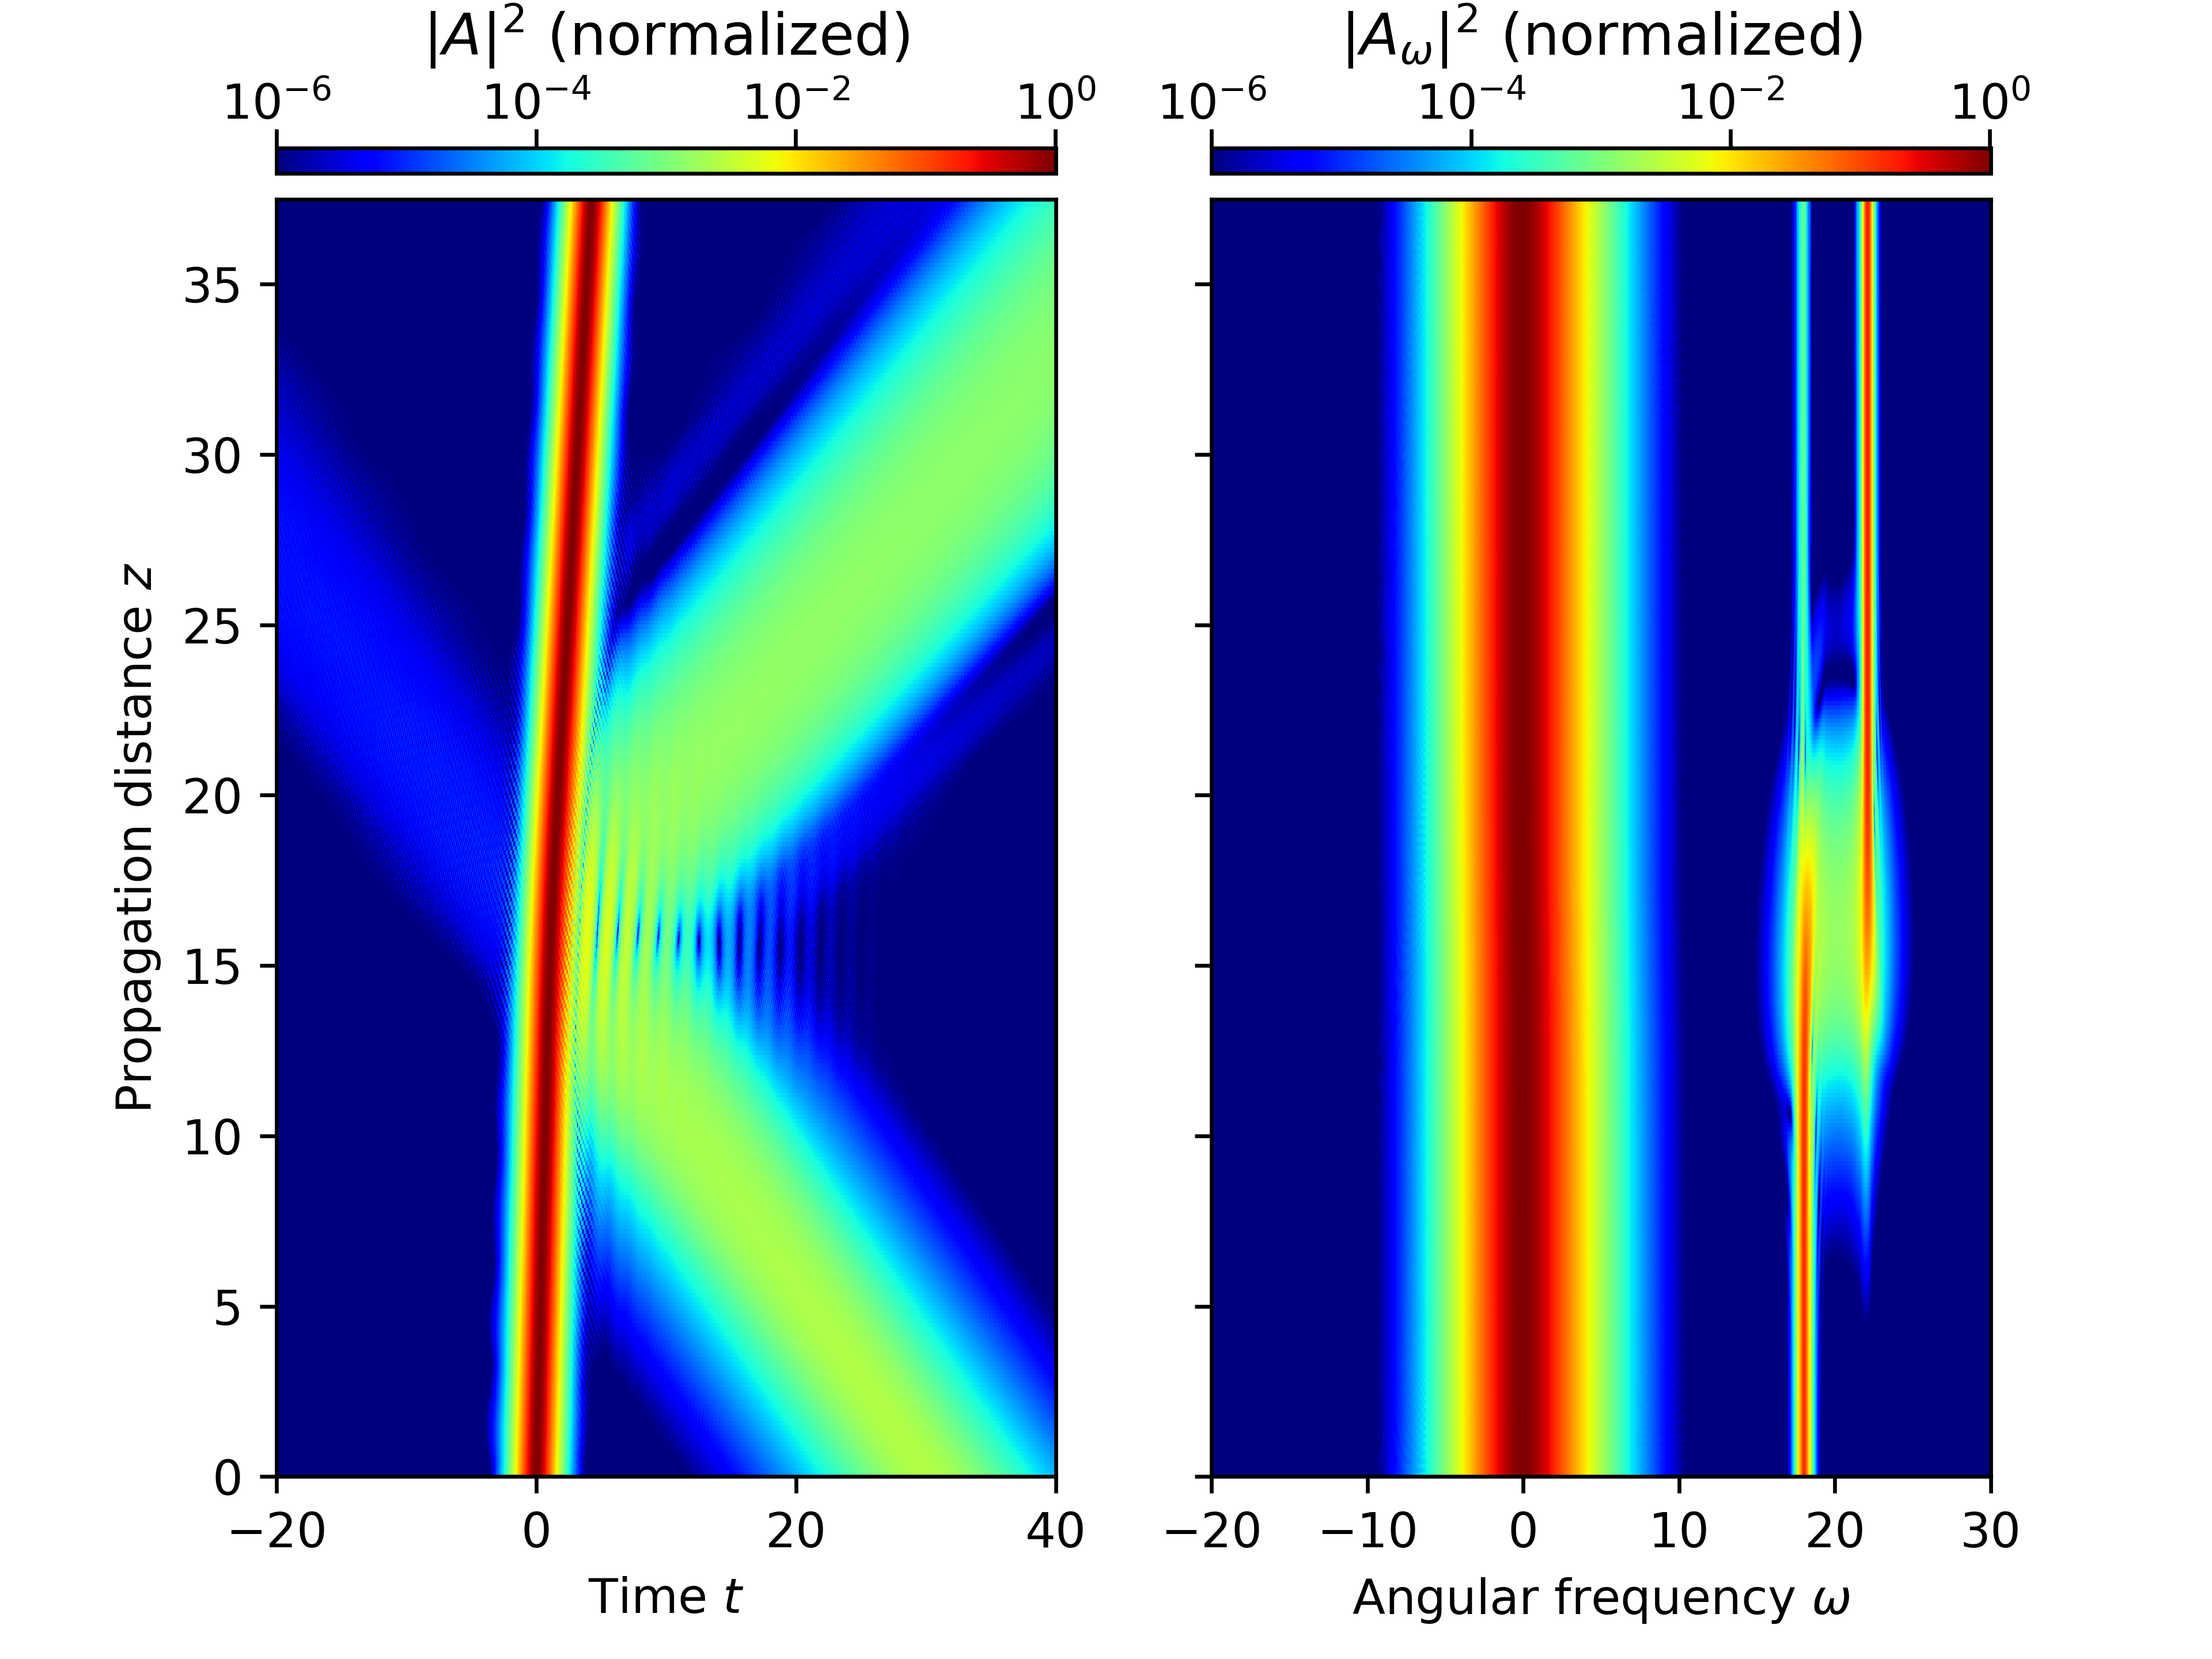 |A|² (normalized)
|A_ω|² (normalized)
10⁻⁶ 10⁻⁴ 10⁻² 10⁰
10⁻⁶ 10⁻⁴ 10⁻² 10⁰
Propagation distance z
35
30
25
20
15
10
5
0
−20 0 20 40
−20 −10 0 10 20 30
Time t
Angular frequency ω